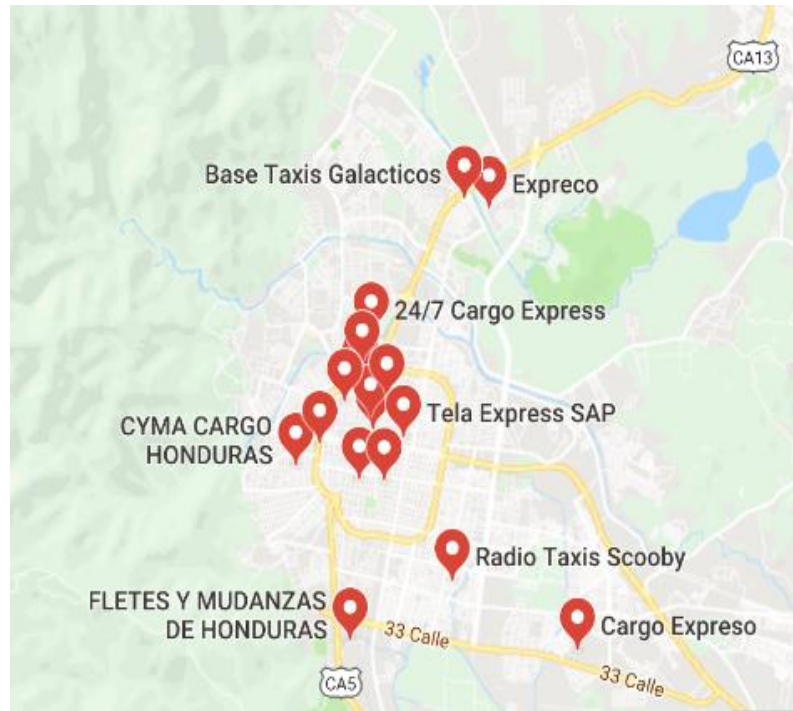 CA13
Base Taxis Galacticos
Expreco
24/7 Cargo Express
Tela Express SAP
CYMA CARGO
HONDURAS
Radio Taxis Scooby
FLETES Y MUDANZAS
DE HONDURAS
Cargo Expreso
33 Calle
33 Calle
CA5